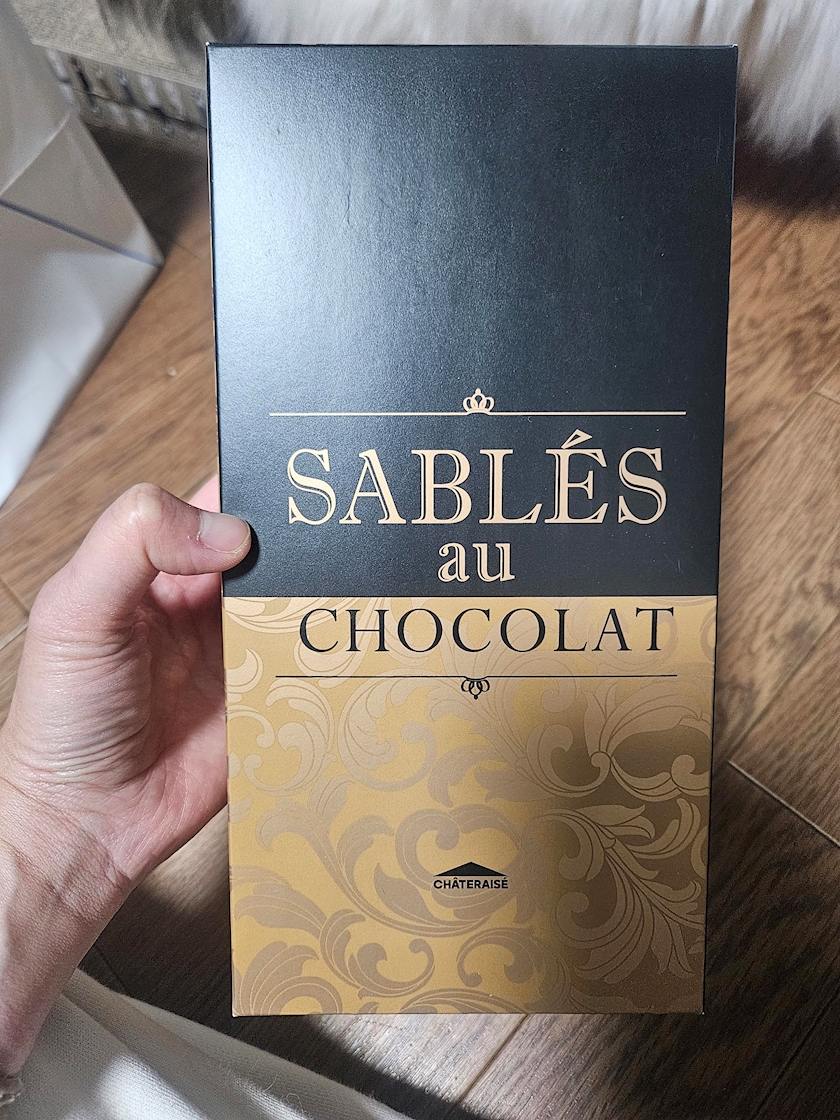 SABLÉS
au
CHOCOLAT
CHÂTERAISÉ